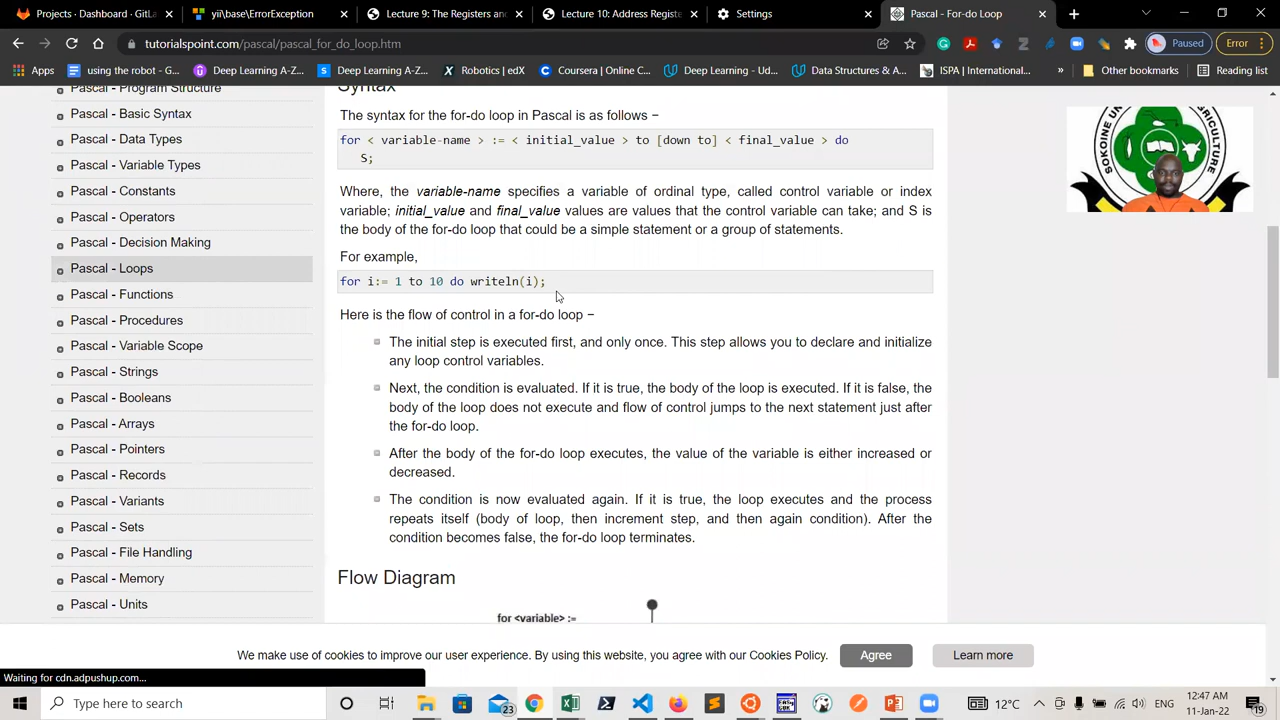 Projects · Dashboard · GitLa
yii\base\ErrorException
Lecture 9: The Registers and
Lecture 10: Address Registe
Settings
Pascal - For-do Loop
tutorialspoint.com/pascal/pascal_for_do_loop.htm
Paused
Error
Apps
using the robot - G...
Deep Learning A-Z...
Deep Learning A-Z...
Robotics | edX
Coursera | Online C...
Deep Learning - Ud...
Data Structures & A...
ISPA | International...
»
Other bookmarks
Reading list
Pascal - Program Structure
Pascal - Basic Syntax
Pascal - Data Types
Pascal - Variable Types
Pascal - Constants
Pascal - Operators
Pascal - Decision Making
Pascal - Loops
Pascal - Functions
Pascal - Procedures
Pascal - Variable Scope
Pascal - Strings
Pascal - Booleans
Pascal - Arrays
Pascal - Pointers
Pascal - Records
Pascal - Variants
Pascal - Sets
Pascal - File Handling
Pascal - Memory
Pascal - Units
Syntax
The syntax for the for-do loop in Pascal is as follows −
for < variable-name > := < initial_value > to [down to] < final_value > do
S;
Where, the variable-name specifies a variable of ordinal type, called control variable or index
variable; initial_value and final_value values are values that the control variable can take; and S is
the body of the for-do loop that could be a simple statement or a group of statements.
For example,
for i:= 1 to 10 do writeln(i);
Here is the flow of control in a for-do loop −
The initial step is executed first, and only once. This step allows you to declare and initialize
any loop control variables.
Next, the condition is evaluated. If it is true, the body of the loop is executed. If it is false, the
body of the loop does not execute and flow of control jumps to the next statement just after
the for-do loop.
After the body of the for-do loop executes, the value of the variable is either increased or
decreased.
The condition is now evaluated again. If it is true, the loop executes and the process
repeats itself (body of loop, then increment step, and then again condition). After the
condition becomes false, the for-do loop terminates.
Flow Diagram
for <variable> :=
We make use of cookies to improve our user experience. By using this website, you agree with our Cookies Policy.
Agree
Learn more
Waiting for cdn.adpushup.com...
Type here to search
23
12°C
ENG
12:47 AM
11-Jan-22
19